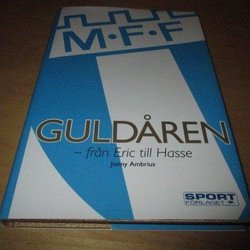 M·F·F
GULDÅREN
– från Eric till Hasse
Jonny Ambrius
SPORT
FÖRLAGET